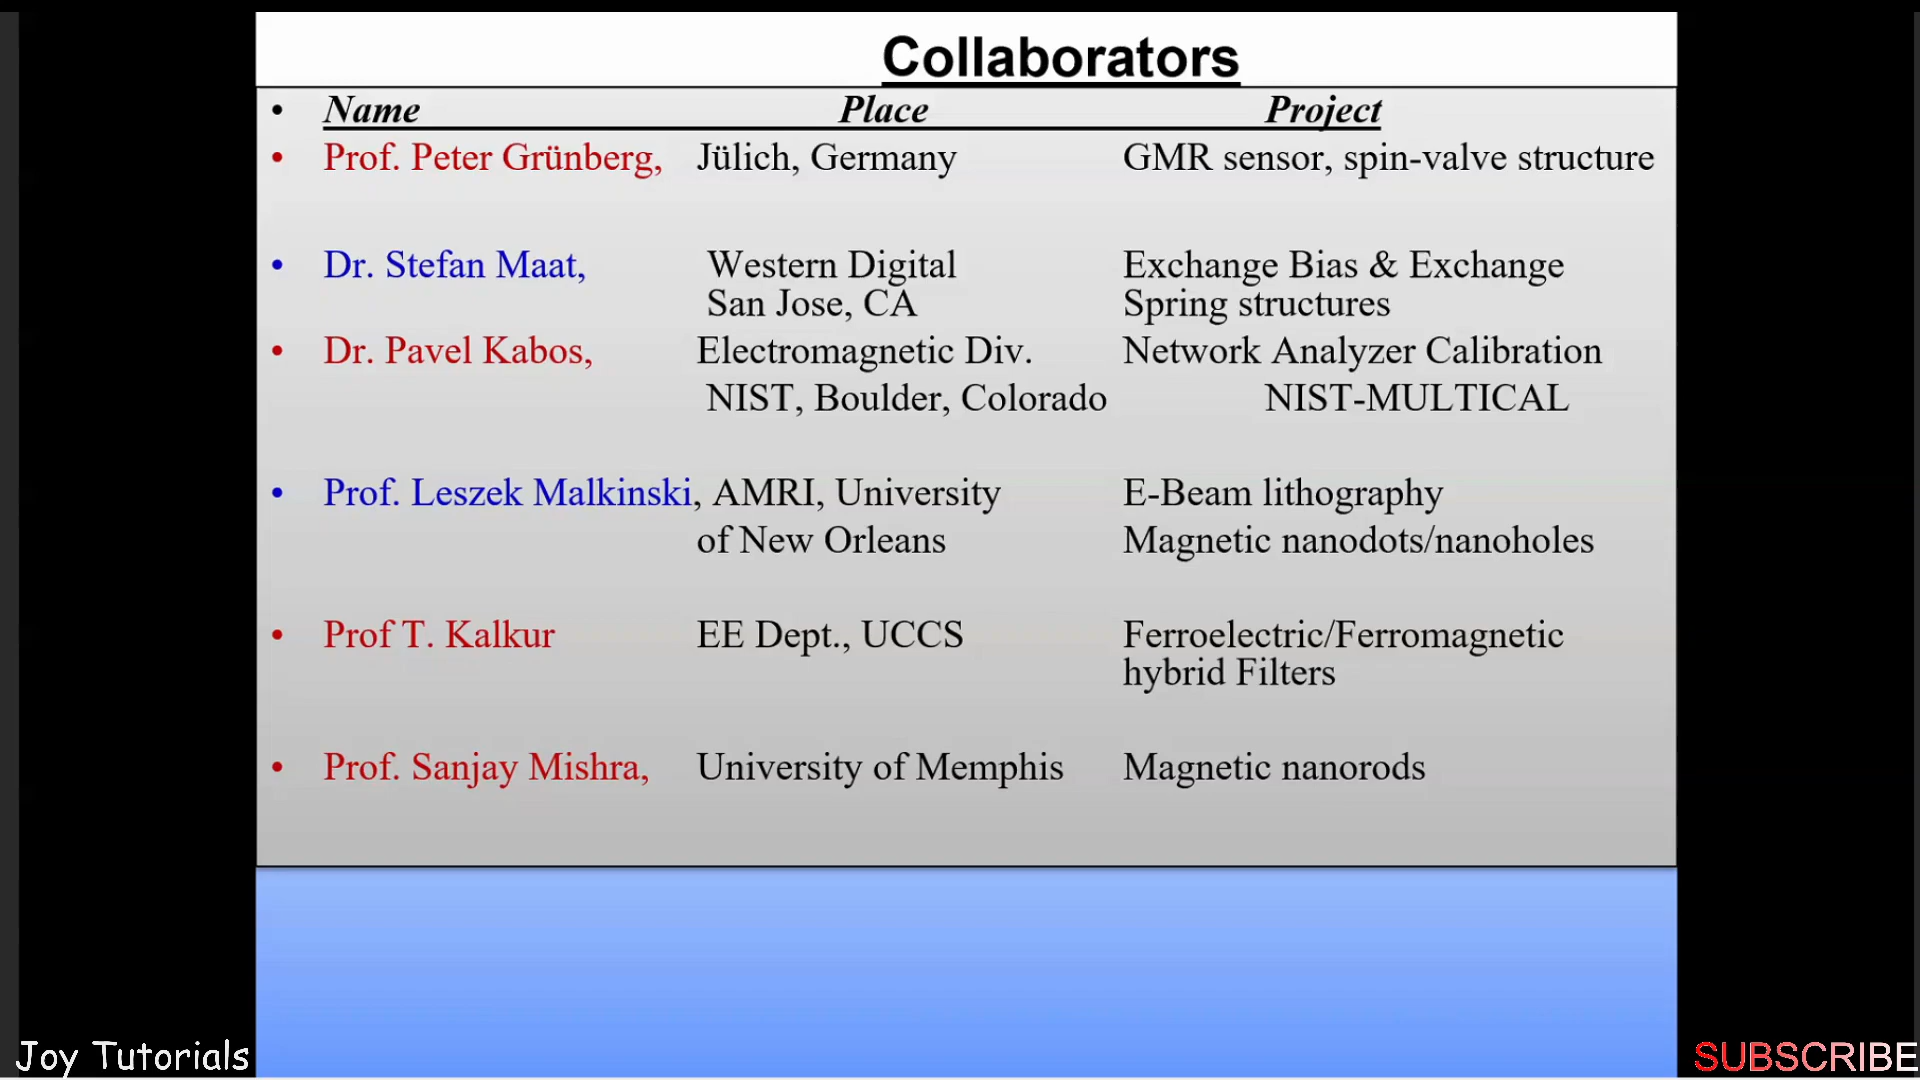 Collaborators
• Name Place Project
• Prof. Peter Grünberg, Jülich, Germany GMR sensor, spin-valve structure
• Dr. Stefan Maat, Western Digital Exchange Bias & Exchange
San Jose, CA Spring structures
• Dr. Pavel Kabos, Electromagnetic Div. Network Analyzer Calibration
NIST, Boulder, Colorado NIST-MULTICAL
• Prof. Leszek Malkinski, AMRI, University E-Beam lithography
of New Orleans Magnetic nanodots/nanoholes
• Prof T. Kalkur EE Dept., UCCS Ferroelectric/Ferromagnetic
hybrid Filters
• Prof. Sanjay Mishra, University of Memphis Magnetic nanorods
Joy Tutorials SUBSCRIBE